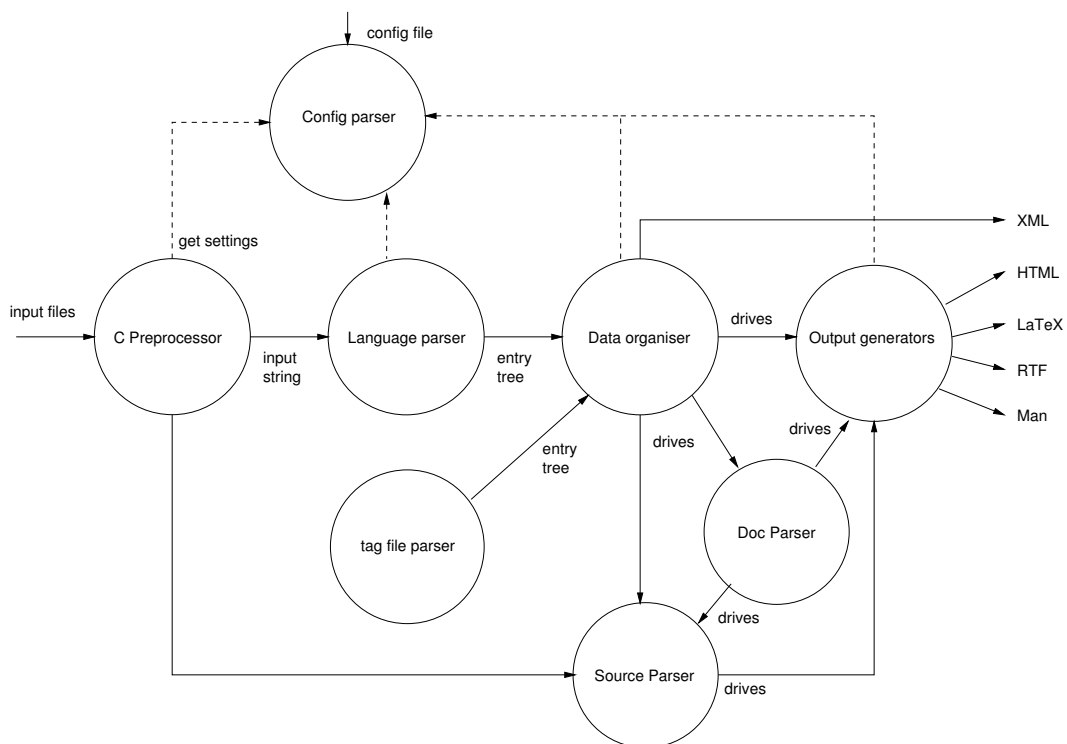 config file
Config parser
get settings
XML
input files
C Preprocessor
input
string
Language parser
entry
tree
Data organiser
drives
Output generators
HTML
LaTeX
RTF
Man
drives
drives
entry
tree
tag file parser
Doc Parser
drives
Source Parser
drives